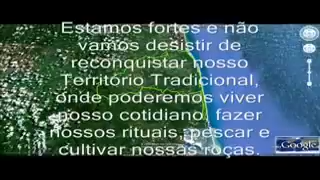 Estamos fortes e não
vamos desistir de
reconquistar nosso
Território Tradicional,
onde poderemos viver
nosso cotidiano, fazer
nossos rituais, pescar e
cultivar nossas roças.
Google